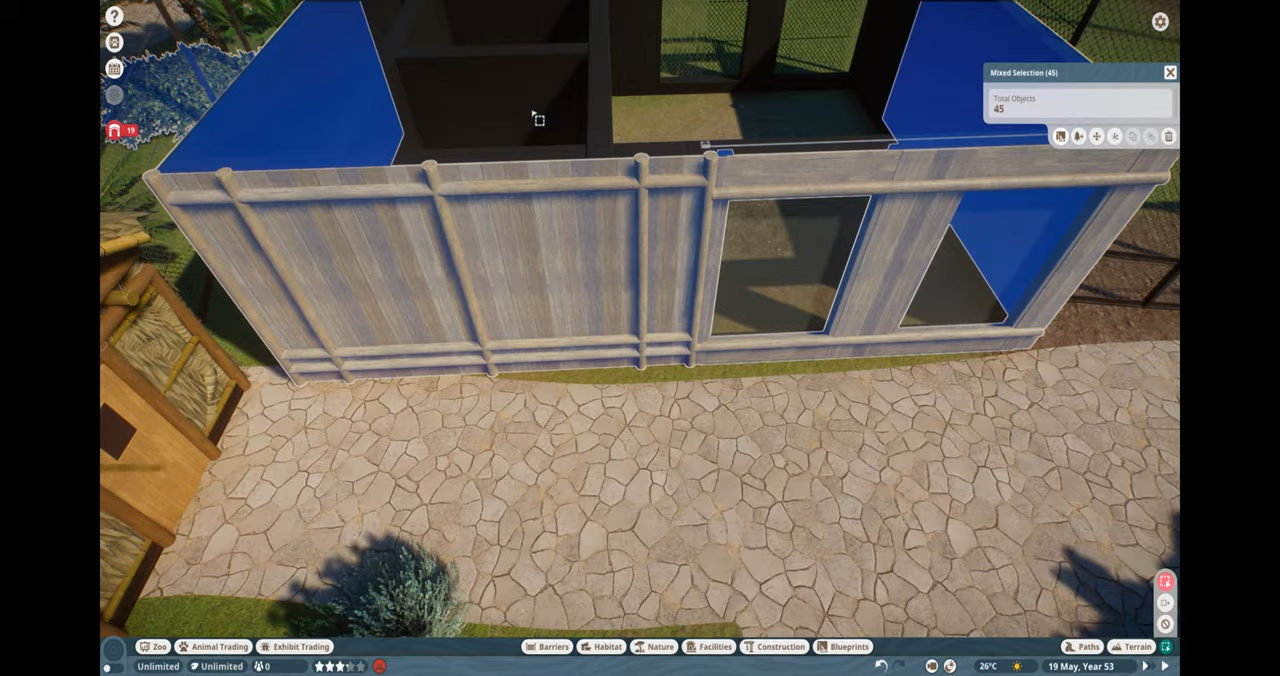 ?
19
Mixed Selection (45)
Total Objects
45
Zoo
Animal Trading
Exhibit Trading
Barriers
Habitat
Nature
Facilities
Construction
Blueprints
Paths
Terrain
Unlimited
Unlimited
0
26°C
19 May, Year 53